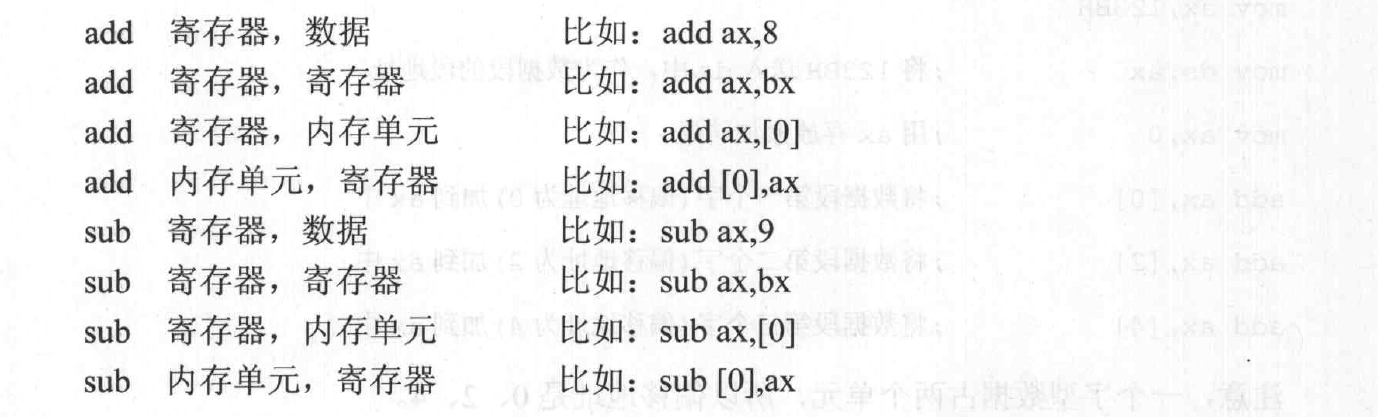 add 寄存器，数据 比如：add ax,8
add 寄存器，寄存器 比如：add ax,bx
add 寄存器，内存单元 比如：add ax,[0]
add 内存单元，寄存器 比如：add [0],ax
sub 寄存器，数据 比如：sub ax,9
sub 寄存器，寄存器 比如：sub ax,bx
sub 寄存器，内存单元 比如：sub ax,[0]
sub 内存单元，寄存器 比如：sub [0],ax